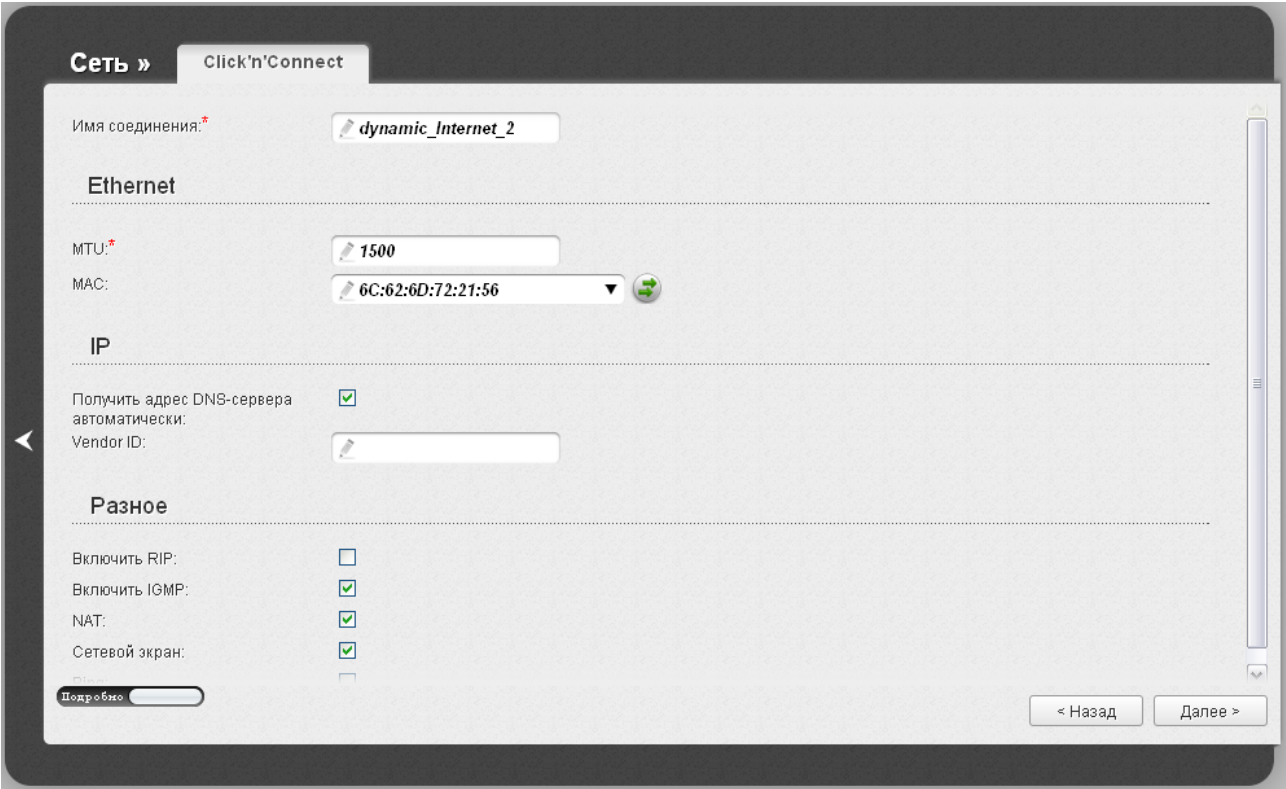 Сеть »
Click'n'Connect
Имя соединения:*
dynamic_Internet_2
Ethernet
MTU:*
1500
MAC:
6C:62:6D:72:21:56
IP
Получить адрес DNS-сервера
автоматически:
Vendor ID:
Разное
Включить RIP:
Включить IGMP:
NAT:
Сетевой экран:
Ping:
Подробно
< Назад
Далее >